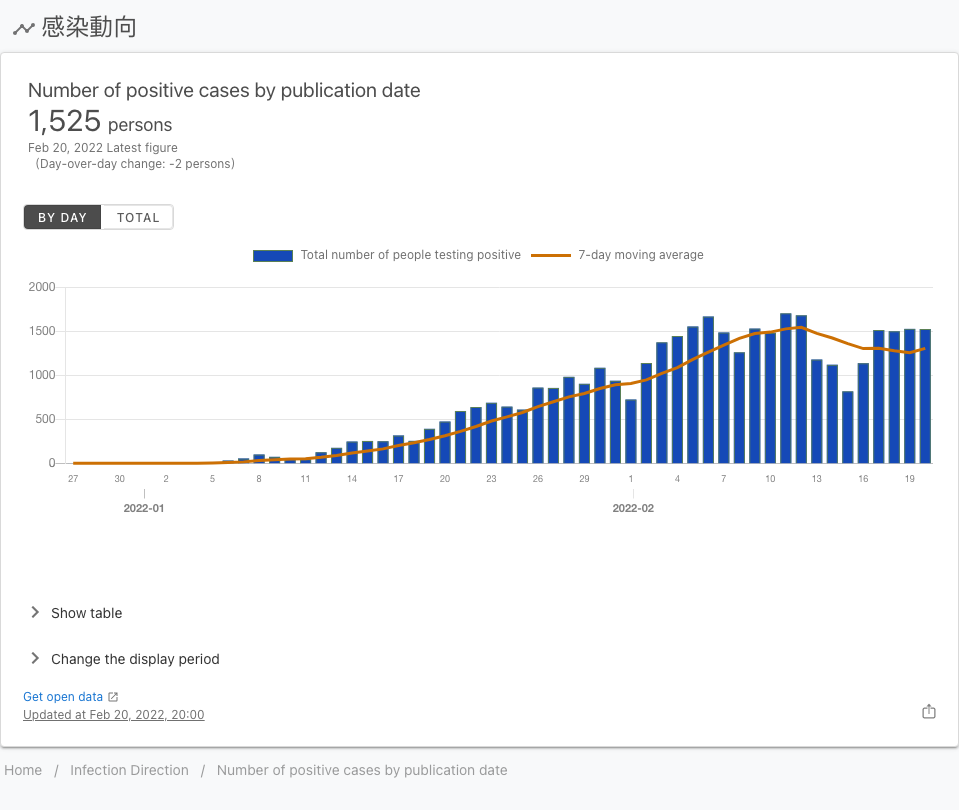 感染動向
Number of positive cases by publication date
1,525 persons
Feb 20, 2022 Latest figure
(Day-over-day change: -2 persons)
BY DAY TOTAL
Total number of people testing positive 7-day moving average
2000
1500
1000
500
0
27 30 2 5 8 11 14 17 20 23 26 29 1 4 7 10 13 16 19
2022-01 2022-02
Show table
Change the display period
Get open data
Updated at Feb 20, 2022, 20:00
Home / Infection Direction / Number of positive cases by publication date